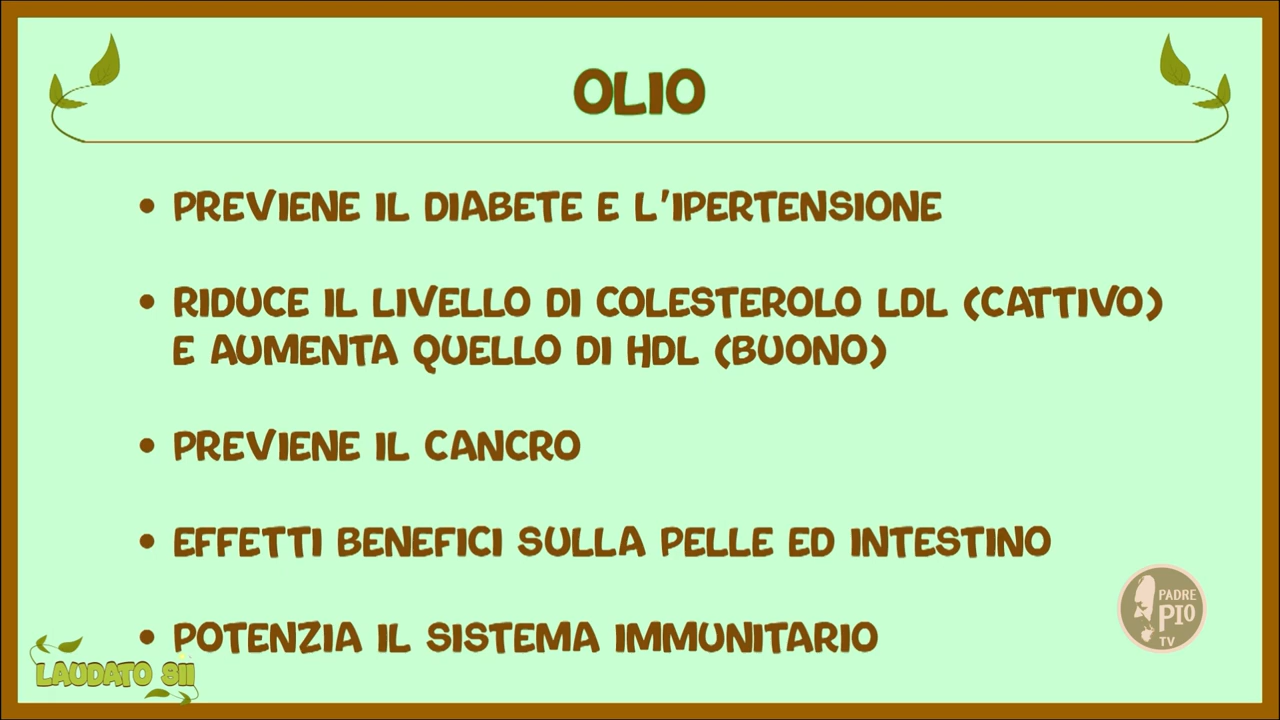 OLIO
• PREVIENE IL DIABETE E L'IPERTENSIONE
• RIDUCE IL LIVELLO DI COLESTEROLO LDL (CATTIVO)
E AUMENTA QUELLO DI HDL (BUONO)
• PREVIENE IL CANCRO
• EFFETTI BENEFICI SULLA PELLE ED INTESTINO
• POTENZIA IL SISTEMA IMMUNITARIO
PADRE
PIO
TV
LAUDATO SII